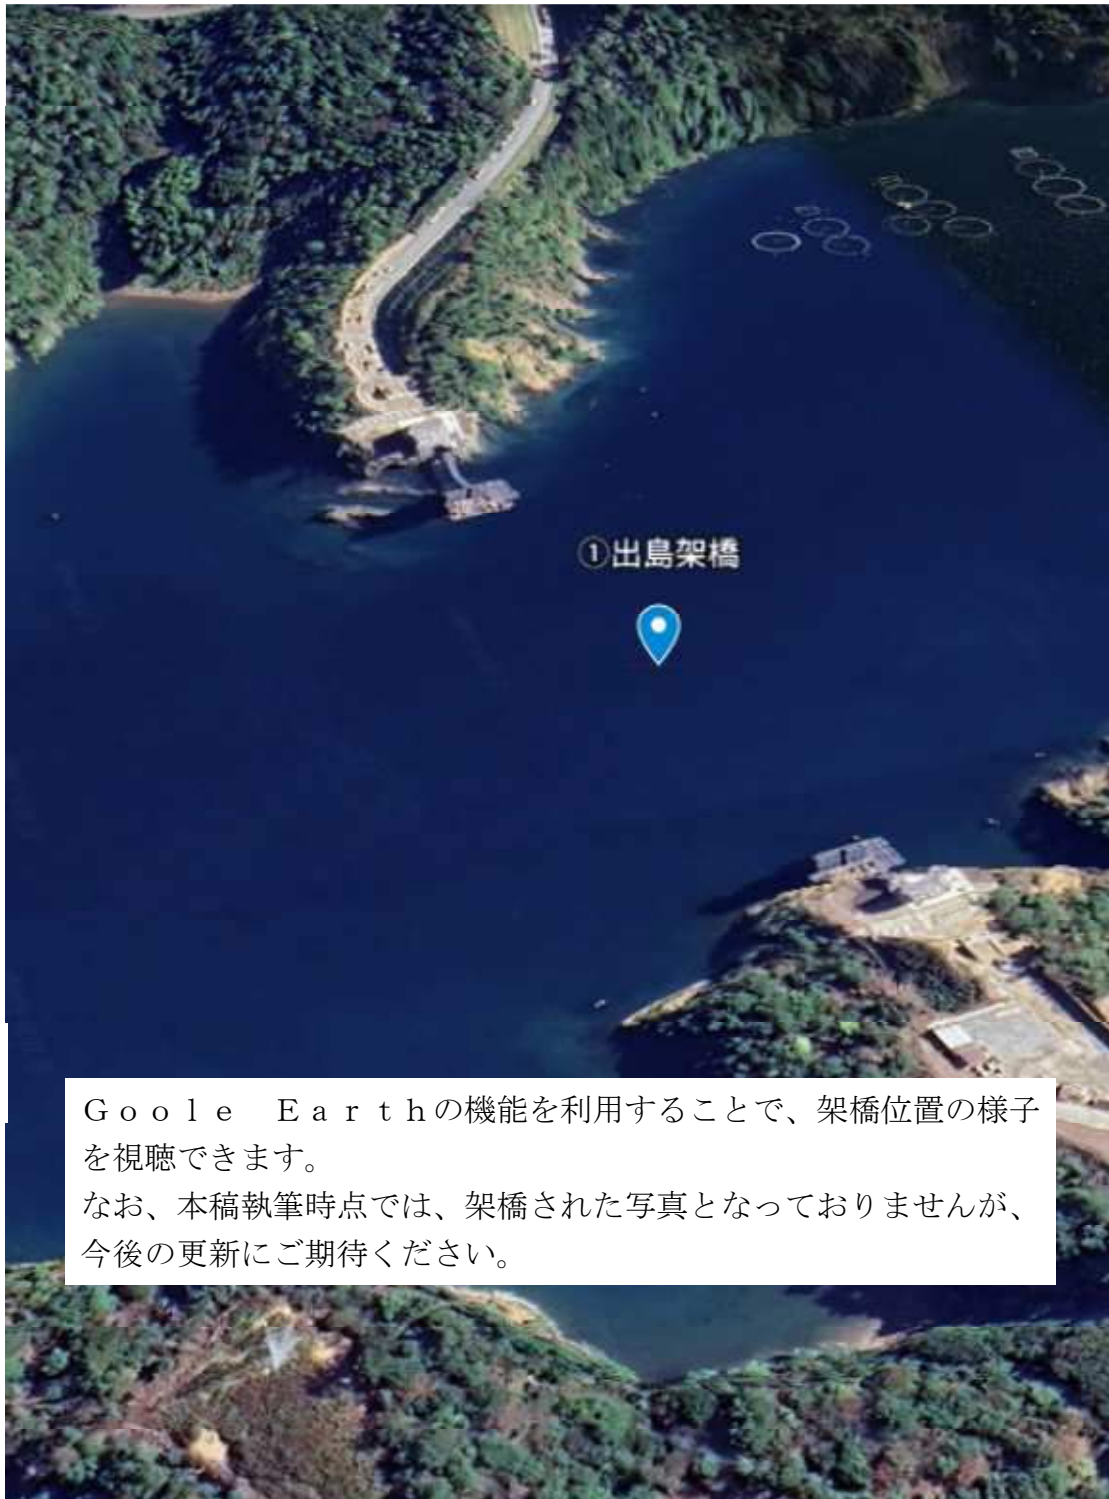 ①出島架橋
Ｇｏｏｌｅ　Ｅａｒｔｈの機能を利用することで、架橋位置の様子
を視聴できます。
なお、本稿執筆時点では、架橋された写真となっておりませんが、
今後の更新にご期待ください。